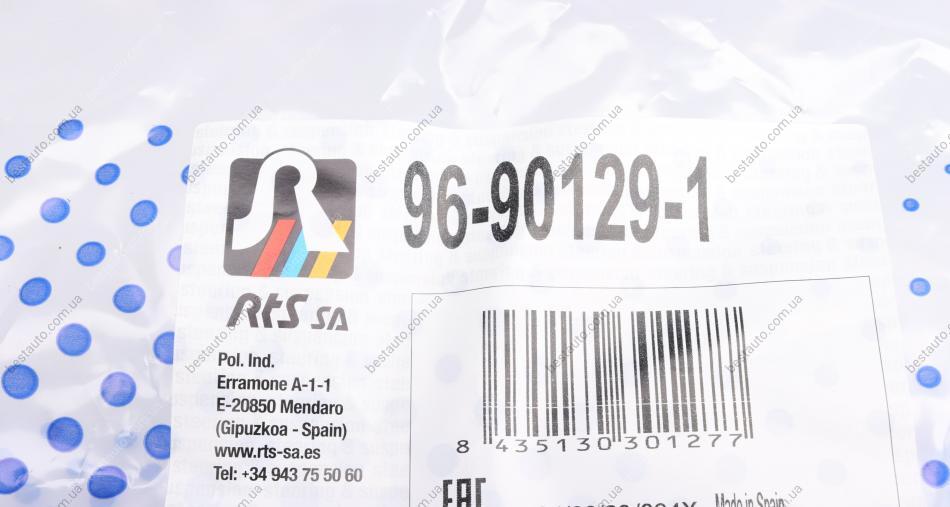 96-90129-1
RTS SA
Pol. Ind.
Erramone A-1-1
E-20850 Mendaro
(Gipuzkoa - Spain)
www.rts-sa.es
Tel: +34 943 75 50 60
8 435130 301277
EAC
Made in Spain
bestauto.com.ua